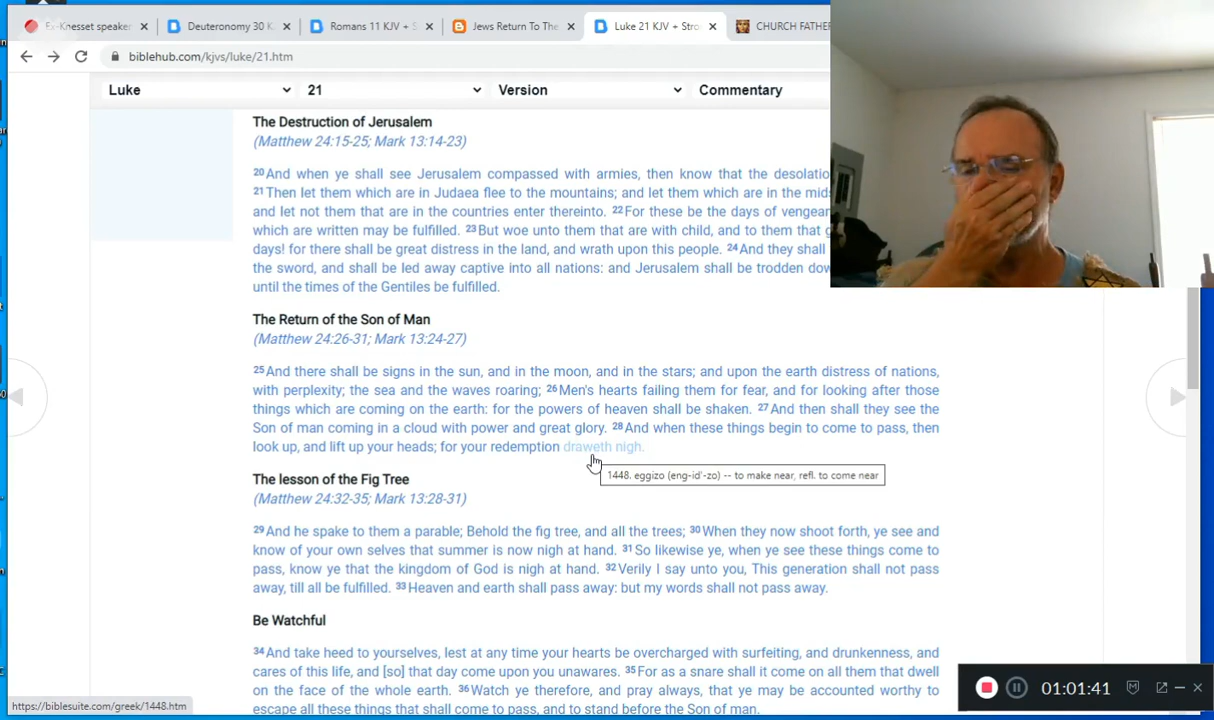 Ex-Knesset speaker
Deuteronomy 30 K
Romans 11 KJV + S
Jews Return To The
Luke 21 KJV + Stro
CHURCH FATHE
biblehub.com/kjvs/luke/21.htm
Luke
21
Version
Commentary
The Destruction of Jerusalem
(Matthew 24:15-25; Mark 13:14-23)
20And when ye shall see Jerusalem compassed with armies, then know that the desolatio
21Then let them which are in Judaea flee to the mountains; and let them which are in the mids
and let not them that are in the countries enter thereinto. 22For these be the days of vengean
which are written may be fulfilled. 23But woe unto them that are with child, and to them that g
days! for there shall be great distress in the land, and wrath upon this people. 24And they shall
the sword, and shall be led away captive into all nations: and Jerusalem shall be trodden dow
until the times of the Gentiles be fulfilled.
The Return of the Son of Man
(Matthew 24:26-31; Mark 13:24-27)
25And there shall be signs in the sun, and in the moon, and in the stars; and upon the earth distress of nations,
with perplexity; the sea and the waves roaring; 26Men's hearts failing them for fear, and for looking after those
things which are coming on the earth: for the powers of heaven shall be shaken. 27And then shall they see the
Son of man coming in a cloud with power and great glory. 28And when these things begin to come to pass, then
look up, and lift up your heads; for your redemption draweth nigh.
1448. eggizo (eng-id'-zo) -- to make near, refl. to come near
The lesson of the Fig Tree
(Matthew 24:32-35; Mark 13:28-31)
29And he spake to them a parable; Behold the fig tree, and all the trees; 30When they now shoot forth, ye see and
know of your own selves that summer is now nigh at hand. 31So likewise ye, when ye see these things come to
pass, know ye that the kingdom of God is nigh at hand. 32Verily I say unto you, This generation shall not pass
away, till all be fulfilled. 33Heaven and earth shall pass away: but my words shall not pass away.
Be Watchful
34And take heed to yourselves, lest at any time your hearts be overcharged with surfeiting, and drunkenness, and
cares of this life, and [so] that day come upon you unawares. 35For as a snare shall it come on all them that dwell
on the face of the whole earth. 36Watch ye therefore, and pray always, that ye may be accounted worthy to
escape all these things that shall come to pass, and to stand before the Son of man.
01:01:41
https://biblesuite.com/greek/1448.htm